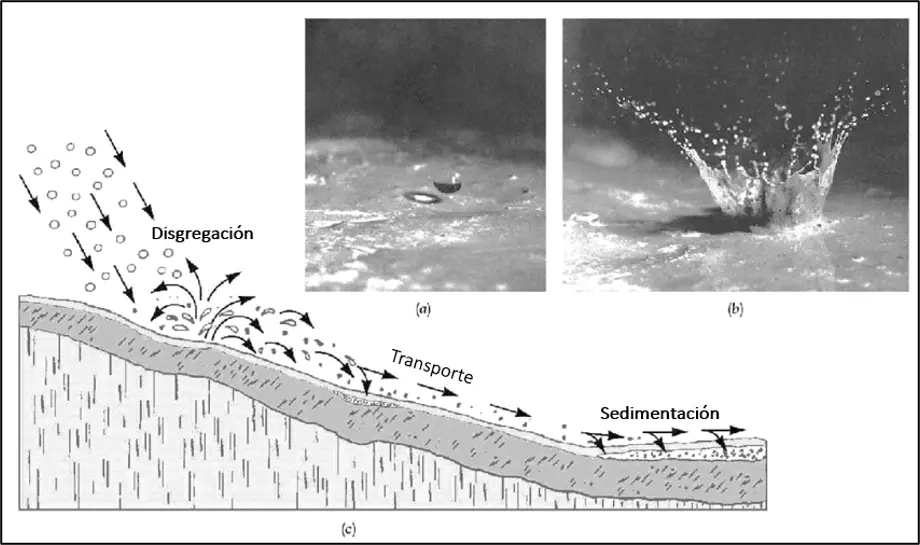 (a)
(b)
Disgregación
Transporte
Sedimentación
(c)